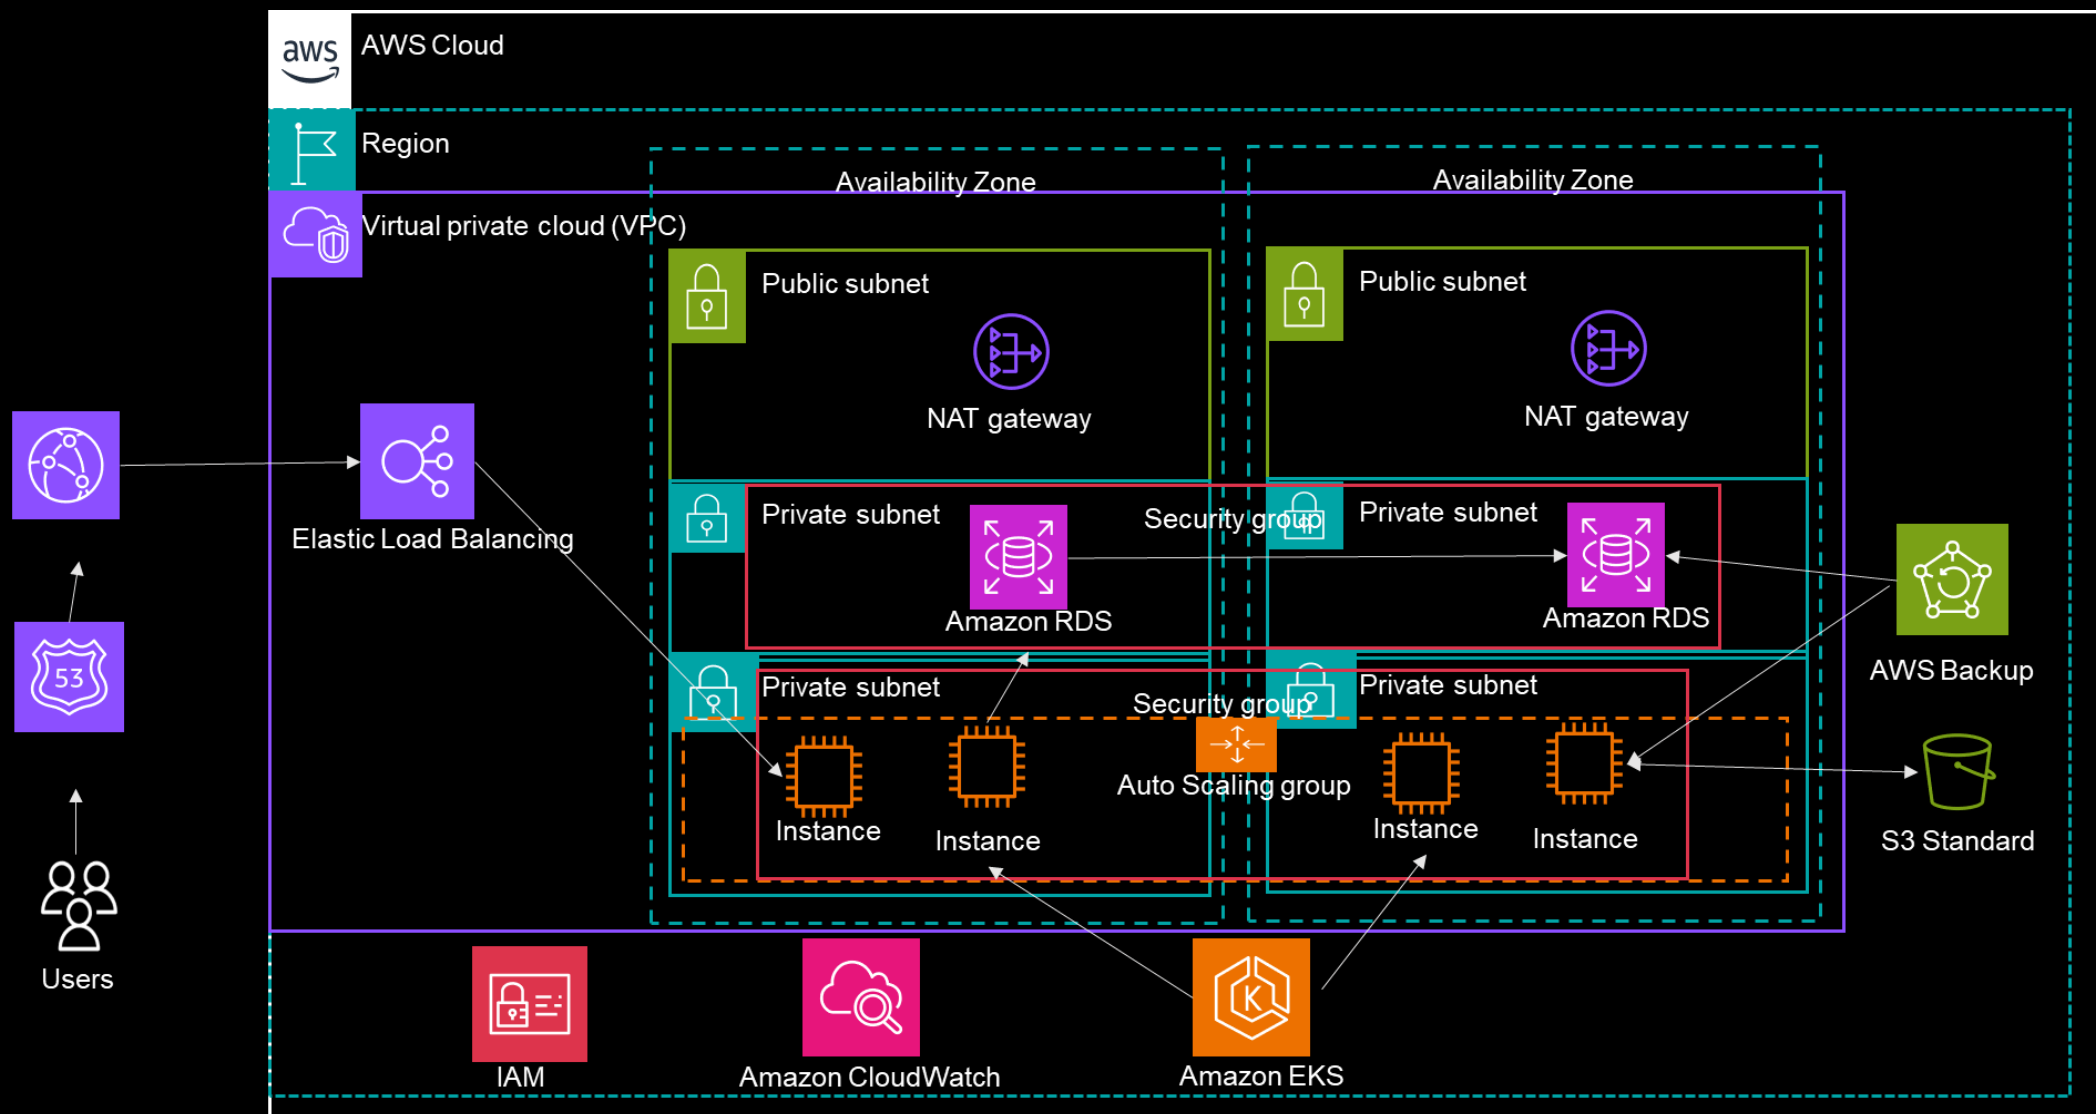 aws
AWS Cloud
Region
Availability Zone
Availability Zone
Virtual private cloud (VPC)
Public subnet
Public subnet
NAT gateway
NAT gateway
Elastic Load Balancing
Private subnet
Security group
Private subnet
Amazon RDS
Amazon RDS
53
AWS Backup
Private subnet
Security group
Private subnet
Auto Scaling group
Instance
Instance
Instance
Instance
S3 Standard
Users
K
IAM
Amazon CloudWatch
Amazon EKS